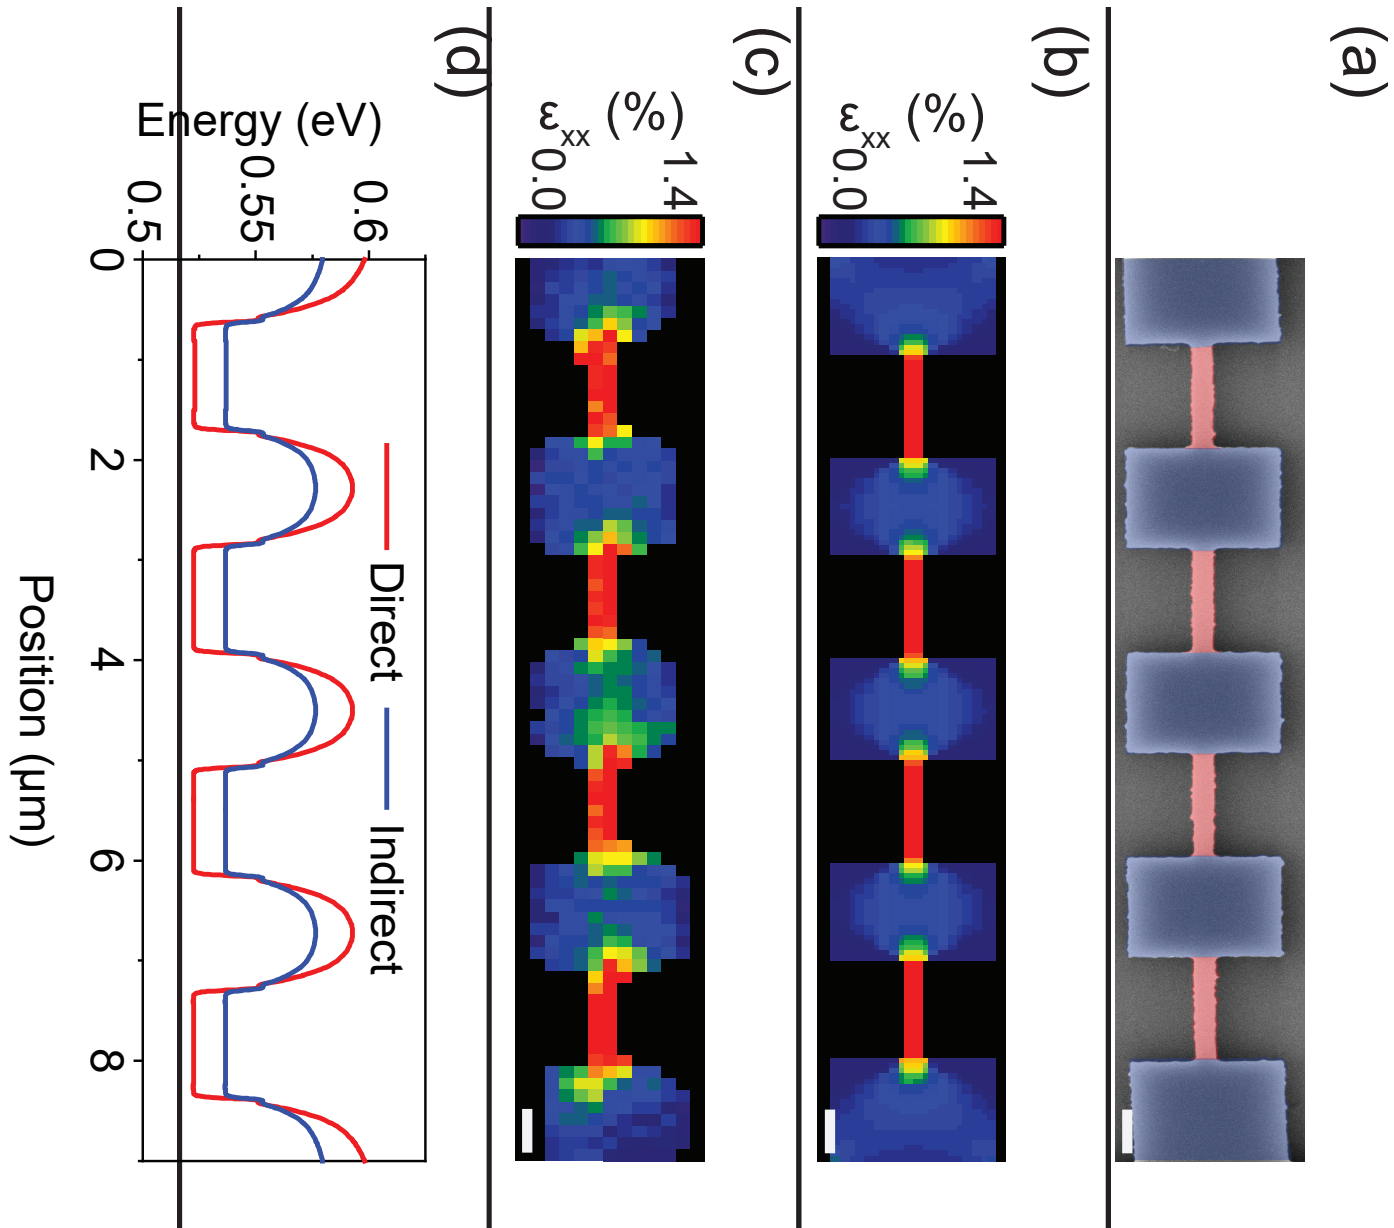 (a)
(b)
εxx (%)
0.0
1.4
(c)
εxx (%)
0.0
1.4
(d)
Energy (eV)
0.6
0.55
0.5
0
2
4
6
8
Direct
Indirect
Position (μm)